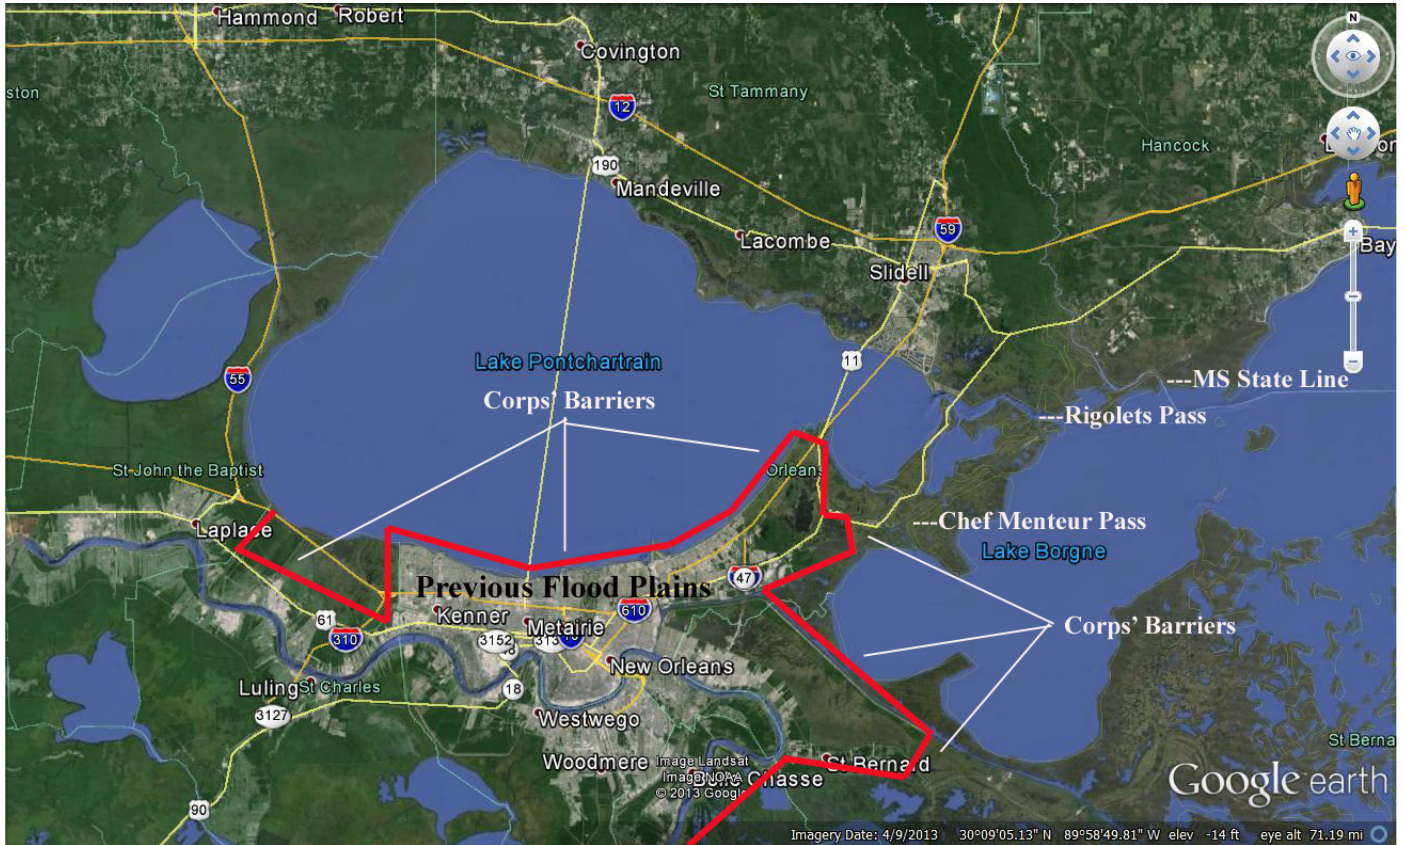 Hammond
Robert
N
Covington
ston
St Tammany
12
Hancock
190
Mandeville
59
Lacombe
Bay
Slidell
Lake Pontchartrain
11
55
---MS State Line
Corps' Barriers
---Rigolets Pass
St John the Baptist
Orleans
Laplace
---Chef Menteur Pass
Lake Borgne
Previous Flood Plains
47
61
Kenner
610
310
3152
Metairie
313
Corps' Barriers
New Orleans
Luling
St Charles
18
3127
Westwego
St Berna
Woodmere
Image Landsat
St Bernard
Image NOAA
Belle Chasse
© 2013 Google
Google earth
90
Imagery Date: 4/9/2013 30°09'05.13" N 89°58'49.81" W elev -14 ft eye alt 71.19 mi